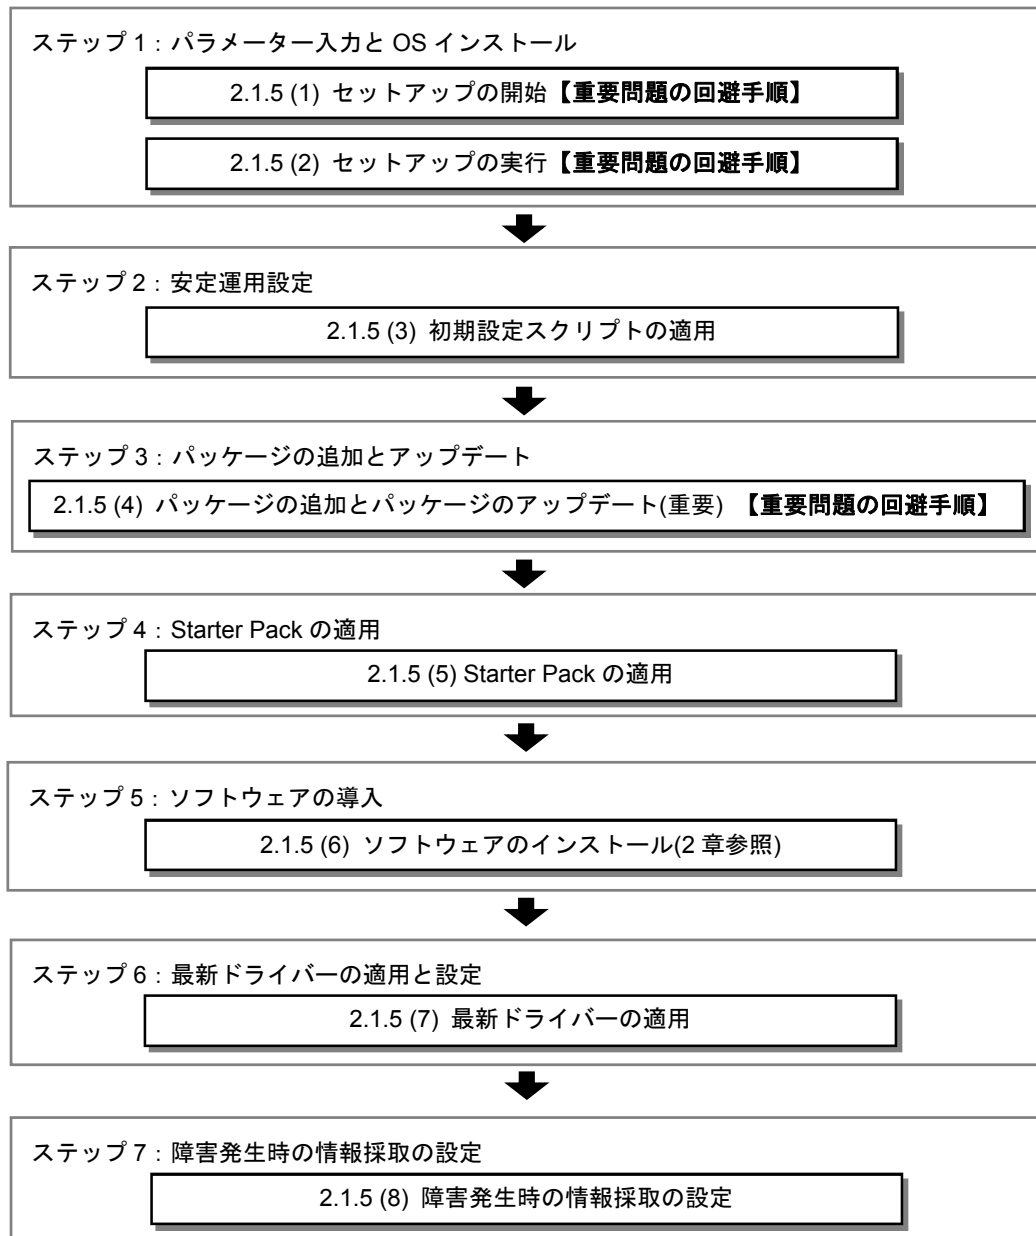 ステップ 1：パラメーター入力と OS インストール
2.1.5 (1) セットアップの開始【重要問題の回避手順】
2.1.5 (2) セットアップの実行【重要問題の回避手順】
ステップ 2：安定運用設定
2.1.5 (3) 初期設定スクリプトの適用
ステップ 3：パッケージの追加とアップデート
2.1.5 (4) パッケージの追加とパッケージのアップデート(重要) 【重要問題の回避手順】
ステップ 4：Starter Pack の適用
2.1.5 (5) Starter Pack の適用
ステップ 5：ソフトウェアの導入
2.1.5 (6) ソフトウェアのインストール(2 章参照)
ステップ 6：最新ドライバーの適用と設定
2.1.5 (7) 最新ドライバーの適用
ステップ 7：障害発生時の情報採取の設定
2.1.5 (8) 障害発生時の情報採取の設定